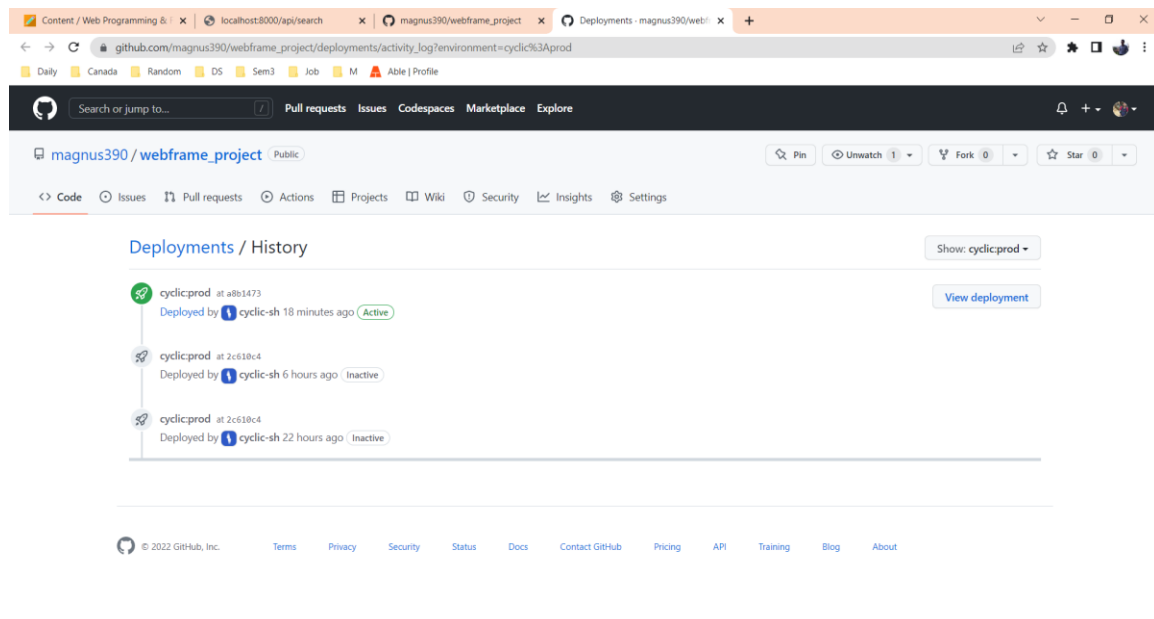 Content / Web Programming & localhost:8000/api/search magnus390/webframe_project Deployments · magnus390/webf
github.com/magnus390/webframe_project/deployments/activity_log?environment=cyclic%3Aprod
Daily Canada Random DS Sem3 Job M Able | Profile
Search or jump to... / Pull requests Issues Codespaces Marketplace Explore
magnus390 / webframe_project Public Pin Unwatch 1 Fork 0 Star 0
Code Issues Pull requests Actions Projects Wiki Security Insights Settings
Deployments / History Show: cyclic:prod
cyclic:prod at a8b1473 View deployment
Deployed by cyclic-sh 18 minutes ago Active
cyclic:prod at 2c610c4
Deployed by cyclic-sh 6 hours ago Inactive
cyclic:prod at 2c610c4
Deployed by cyclic-sh 22 hours ago Inactive
© 2022 GitHub, Inc. Terms Privacy Security Status Docs Contact GitHub Pricing API Training Blog About